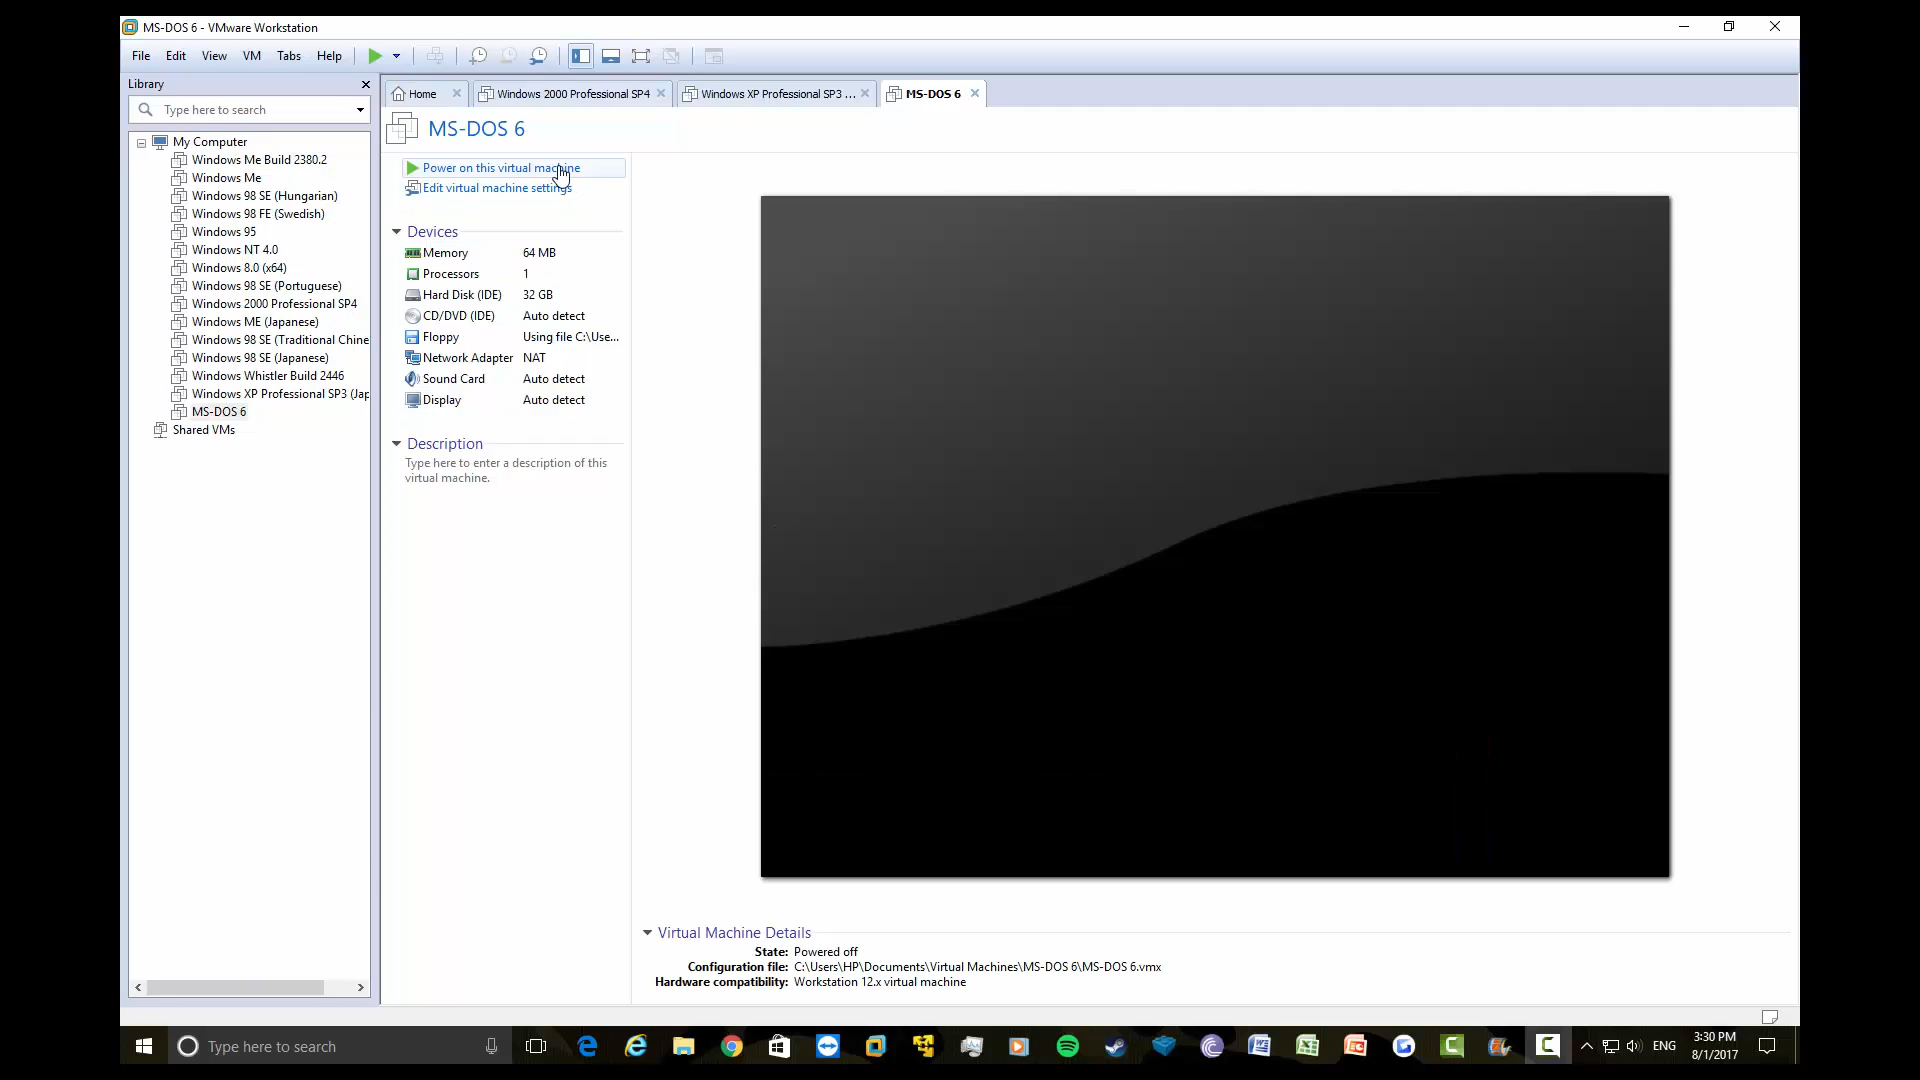 MS-DOS 6 - VMware Workstation
File Edit View VM Tabs Help
Library
Type here to search
Home
Windows 2000 Professional SP4
Windows XP Professional SP3 ...
MS-DOS 6
My Computer
Windows Me Build 2380.2
Windows Me
Windows 98 SE (Hungarian)
Windows 98 FE (Swedish)
Windows 95
Windows NT 4.0
Windows 8.0 (x64)
Windows 98 SE (Portuguese)
Windows 2000 Professional SP4
Windows ME (Japanese)
Windows 98 SE (Traditional Chine
Windows 98 SE (Japanese)
Windows Whistler Build 2446
Windows XP Professional SP3 (Jap
MS-DOS 6
Shared VMs
MS-DOS 6
Power on this virtual machine
Edit virtual machine settings
Devices
Memory 64 MB
Processors 1
Hard Disk (IDE) 32 GB
CD/DVD (IDE) Auto detect
Floppy Using file C:\Use...
Network Adapter NAT
Sound Card Auto detect
Display Auto detect
Description
Type here to enter a description of this
virtual machine.
Virtual Machine Details
State: Powered off
Configuration file: C:\Users\HP\Documents\Virtual Machines\MS-DOS 6\MS-DOS 6.vmx
Hardware compatibility: Workstation 12.x virtual machine
Type here to search
ENG
3:30 PM
8/1/2017